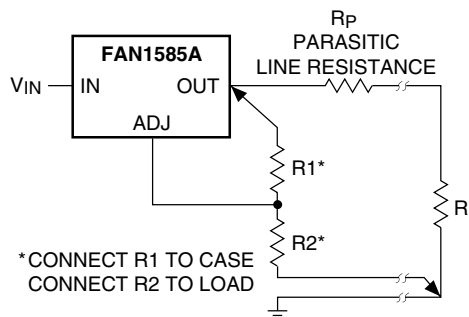 RP
PARASITIC
LINE RESISTANCE
FAN1585A
VIN
IN
OUT
ADJ
R1*
R2*
R
*CONNECT R1 TO CASE
CONNECT R2 TO LOAD